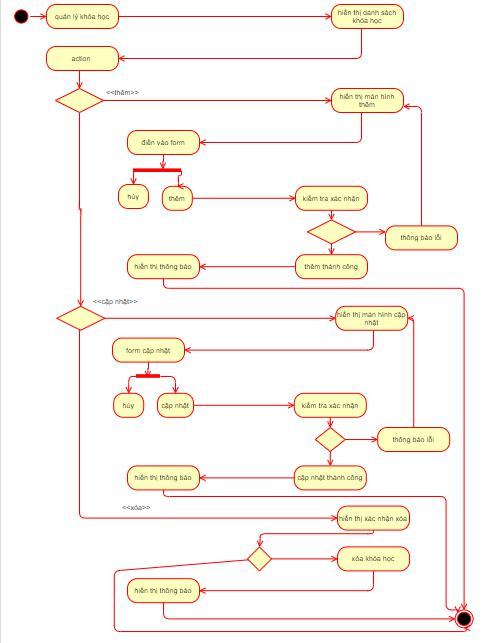 quản lý khóa học
hiển thị danh sách
khóa học
action
<<thêm>>
hiển thị màn hình
thêm
điền vào form
hủy
thêm
kiểm tra xác nhận
thông báo lỗi
hiển thị thông báo
thêm thành công
<<cập nhật>>
hiển thị màn hình cập
nhật
form cập nhật
hủy
cập nhật
kiểm tra xác nhận
thông báo lỗi
hiển thị thông báo
cập nhật thành công
<<xóa>>
hiển thị xác nhận xóa
xóa khóa học
hiển thị thông báo